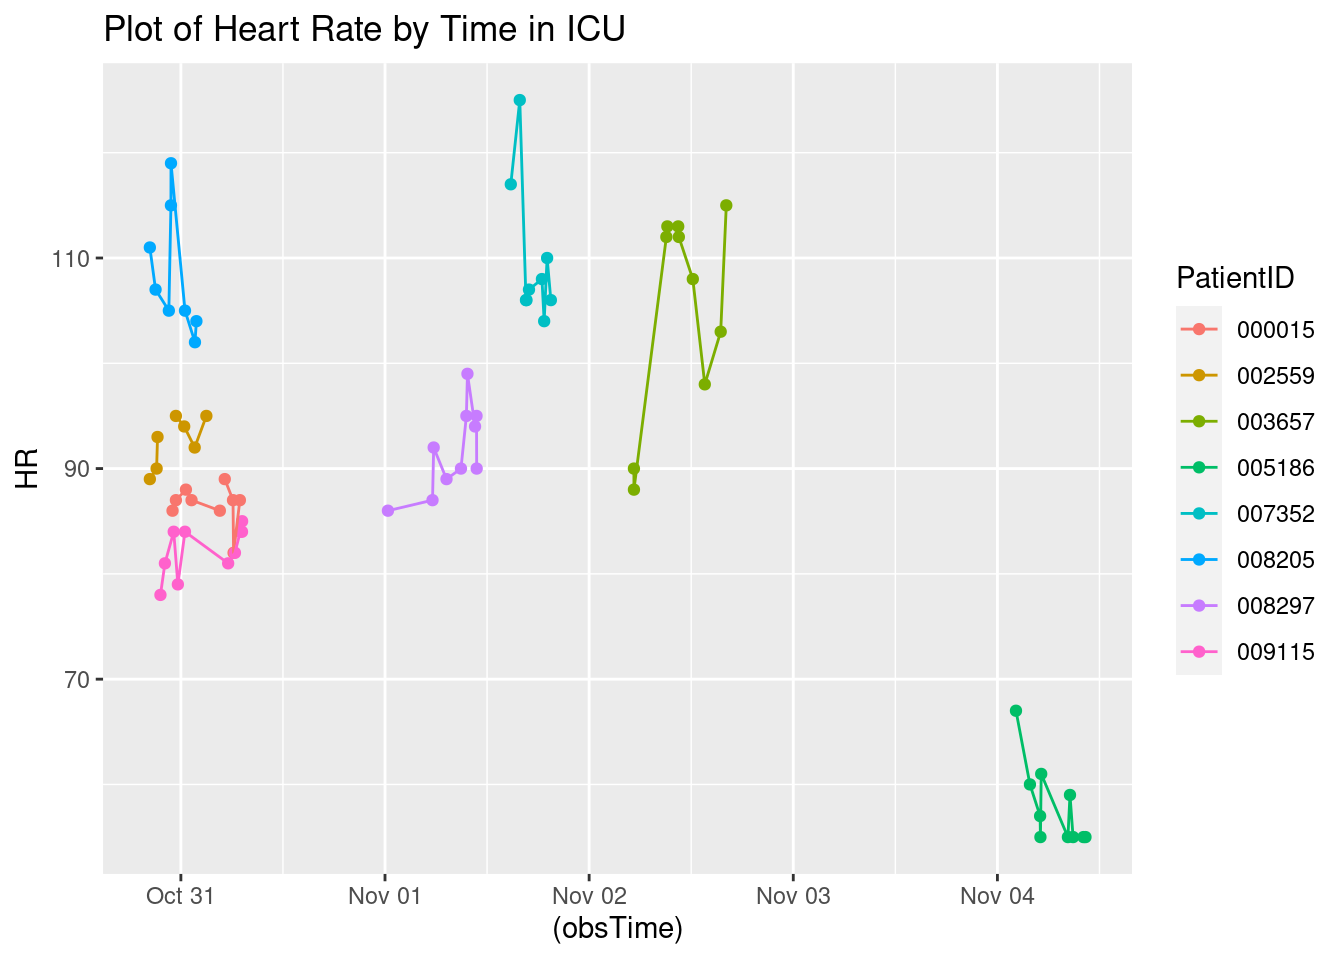 Plot of Heart Rate by Time in ICU
HR
110
90
70
Oct 31
Nov 01
Nov 02
Nov 03
Nov 04
(obsTime)
PatientID
000015
002559
003657
005186
007352
008205
008297
009115